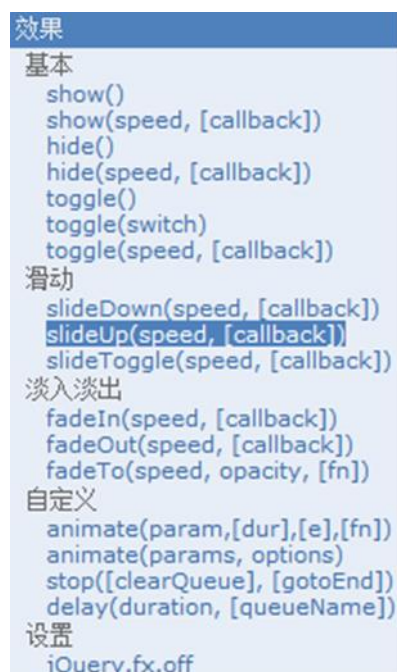 效果
基本
show()
show(speed, [callback])
hide()
hide(speed, [callback])
toggle()
toggle(switch)
toggle(speed, [callback])
滑动
slideDown(speed, [callback])
slideUp(speed, [callback])
slideToggle(speed, [callback])
淡入淡出
fadeIn(speed, [callback])
fadeOut(speed, [callback])
fadeTo(speed, opacity, [fn])
自定义
animate(param,[dur],[e],[fn])
animate(params, options)
stop([clearQueue], [gotoEnd])
delay(duration, [queueName])
设置
jQuery.fx.off